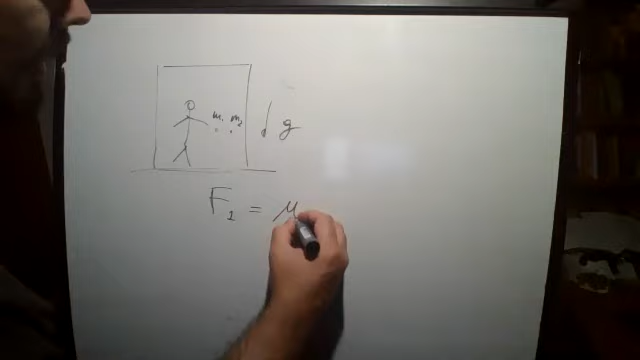 m₁ m₂
g
F₁ = m